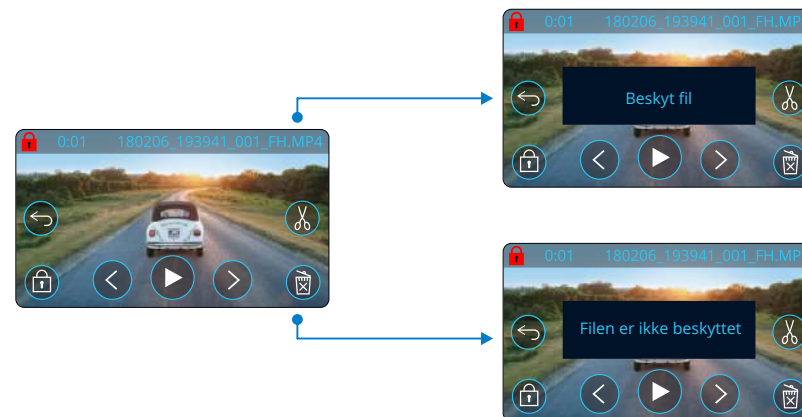 0:01 180206_193941_001_FH.MP
Beskyt fil
0:01 180206_193941_001_FH.MP4
0:01 180206_193941_001_FH.MP
Filen er ikke beskyttet